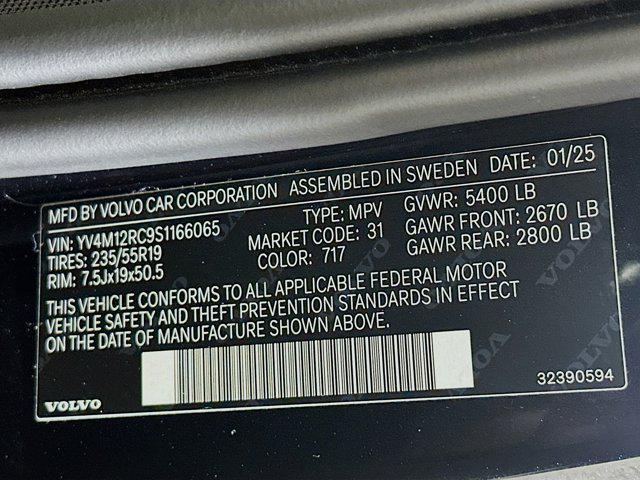 MFD BY VOLVO CAR CORPORATION ASSEMBLED IN SWEDEN DATE: 01/25
VIN: YV4M12RC9S1166065 TYPE: MPV GVWR: 5400 LB
TIRES: 235/55R19 MARKET CODE: 31 GAWR FRONT: 2670 LB
RIM: 7.5Jx19x50.5 COLOR: 717 GAWR REAR: 2800 LB
THIS VEHICLE CONFORMS TO ALL APPLICABLE FEDERAL MOTOR
VEHICLE SAFETY AND THEFT PREVENTION STANDARDS IN EFFECT
ON THE DATE OF MANUFACTURE SHOWN ABOVE.
VOLVO 32390594